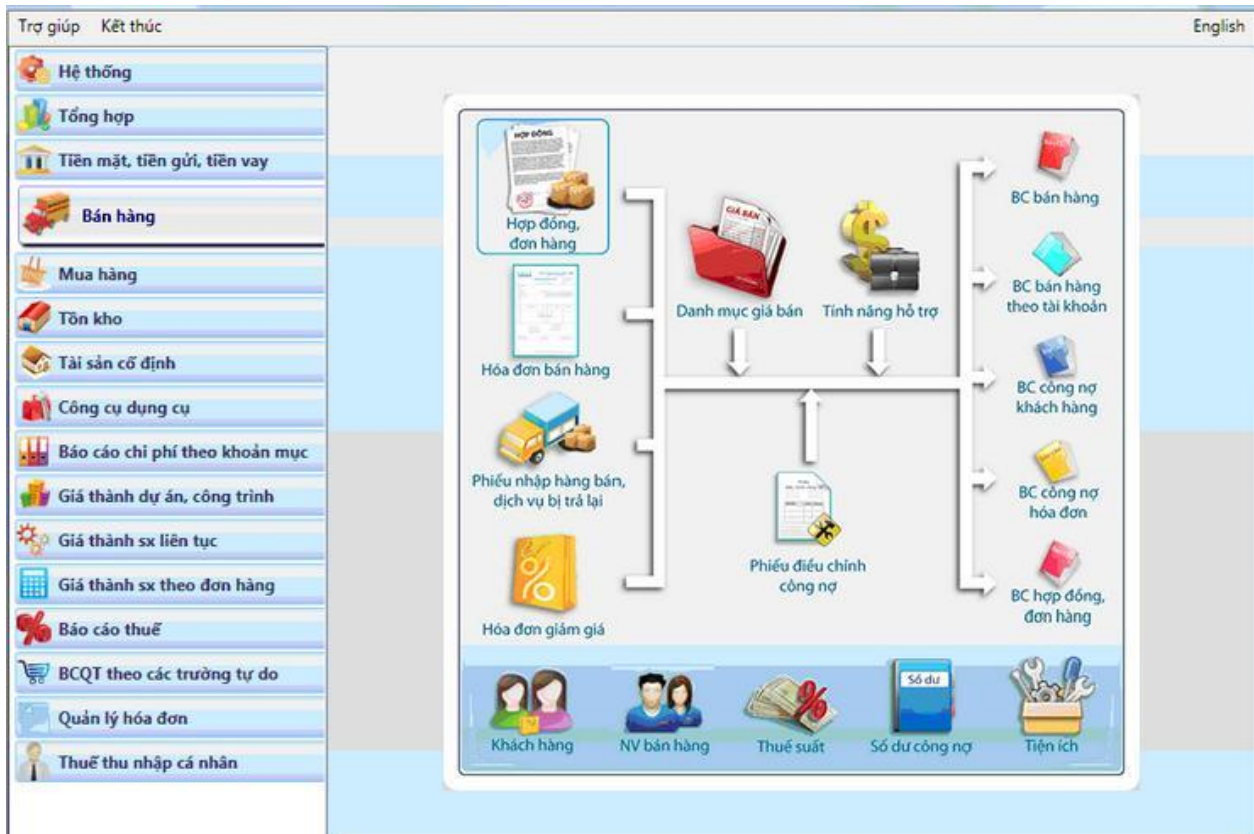 Trợ giúp Kết thúc English
Hệ thống
Tổng hợp
Tiền mặt, tiền gửi, tiền vay
Bán hàng
Mua hàng
Tồn kho
Tài sản cố định
Công cụ dụng cụ
Báo cáo chi phí theo khoản mục
Giá thành dự án, công trình
Giá thành sx liên tục
Giá thành sx theo đơn hàng
Báo cáo thuế
BCQT theo các trường tự do
Quản lý hóa đơn
Thuế thu nhập cá nhân
HỢP ĐỒNG
Hợp đồng,
đơn hàng
Hóa đơn bán hàng
Phiếu nhập hàng bán,
dịch vụ bị trả lại
Hóa đơn giảm giá
GIÁ BÁN
Danh mục giá bán
Tính năng hỗ trợ
Phiếu điều chỉnh
công nợ
BC bán hàng
BC bán hàng
theo tài khoản
BC công nợ
khách hàng
BC công nợ
hóa đơn
BC hợp đồng,
đơn hàng
Khách hàng
NV bán hàng
Thuế suất
Số dư
Số dư công nợ
Tiện ích